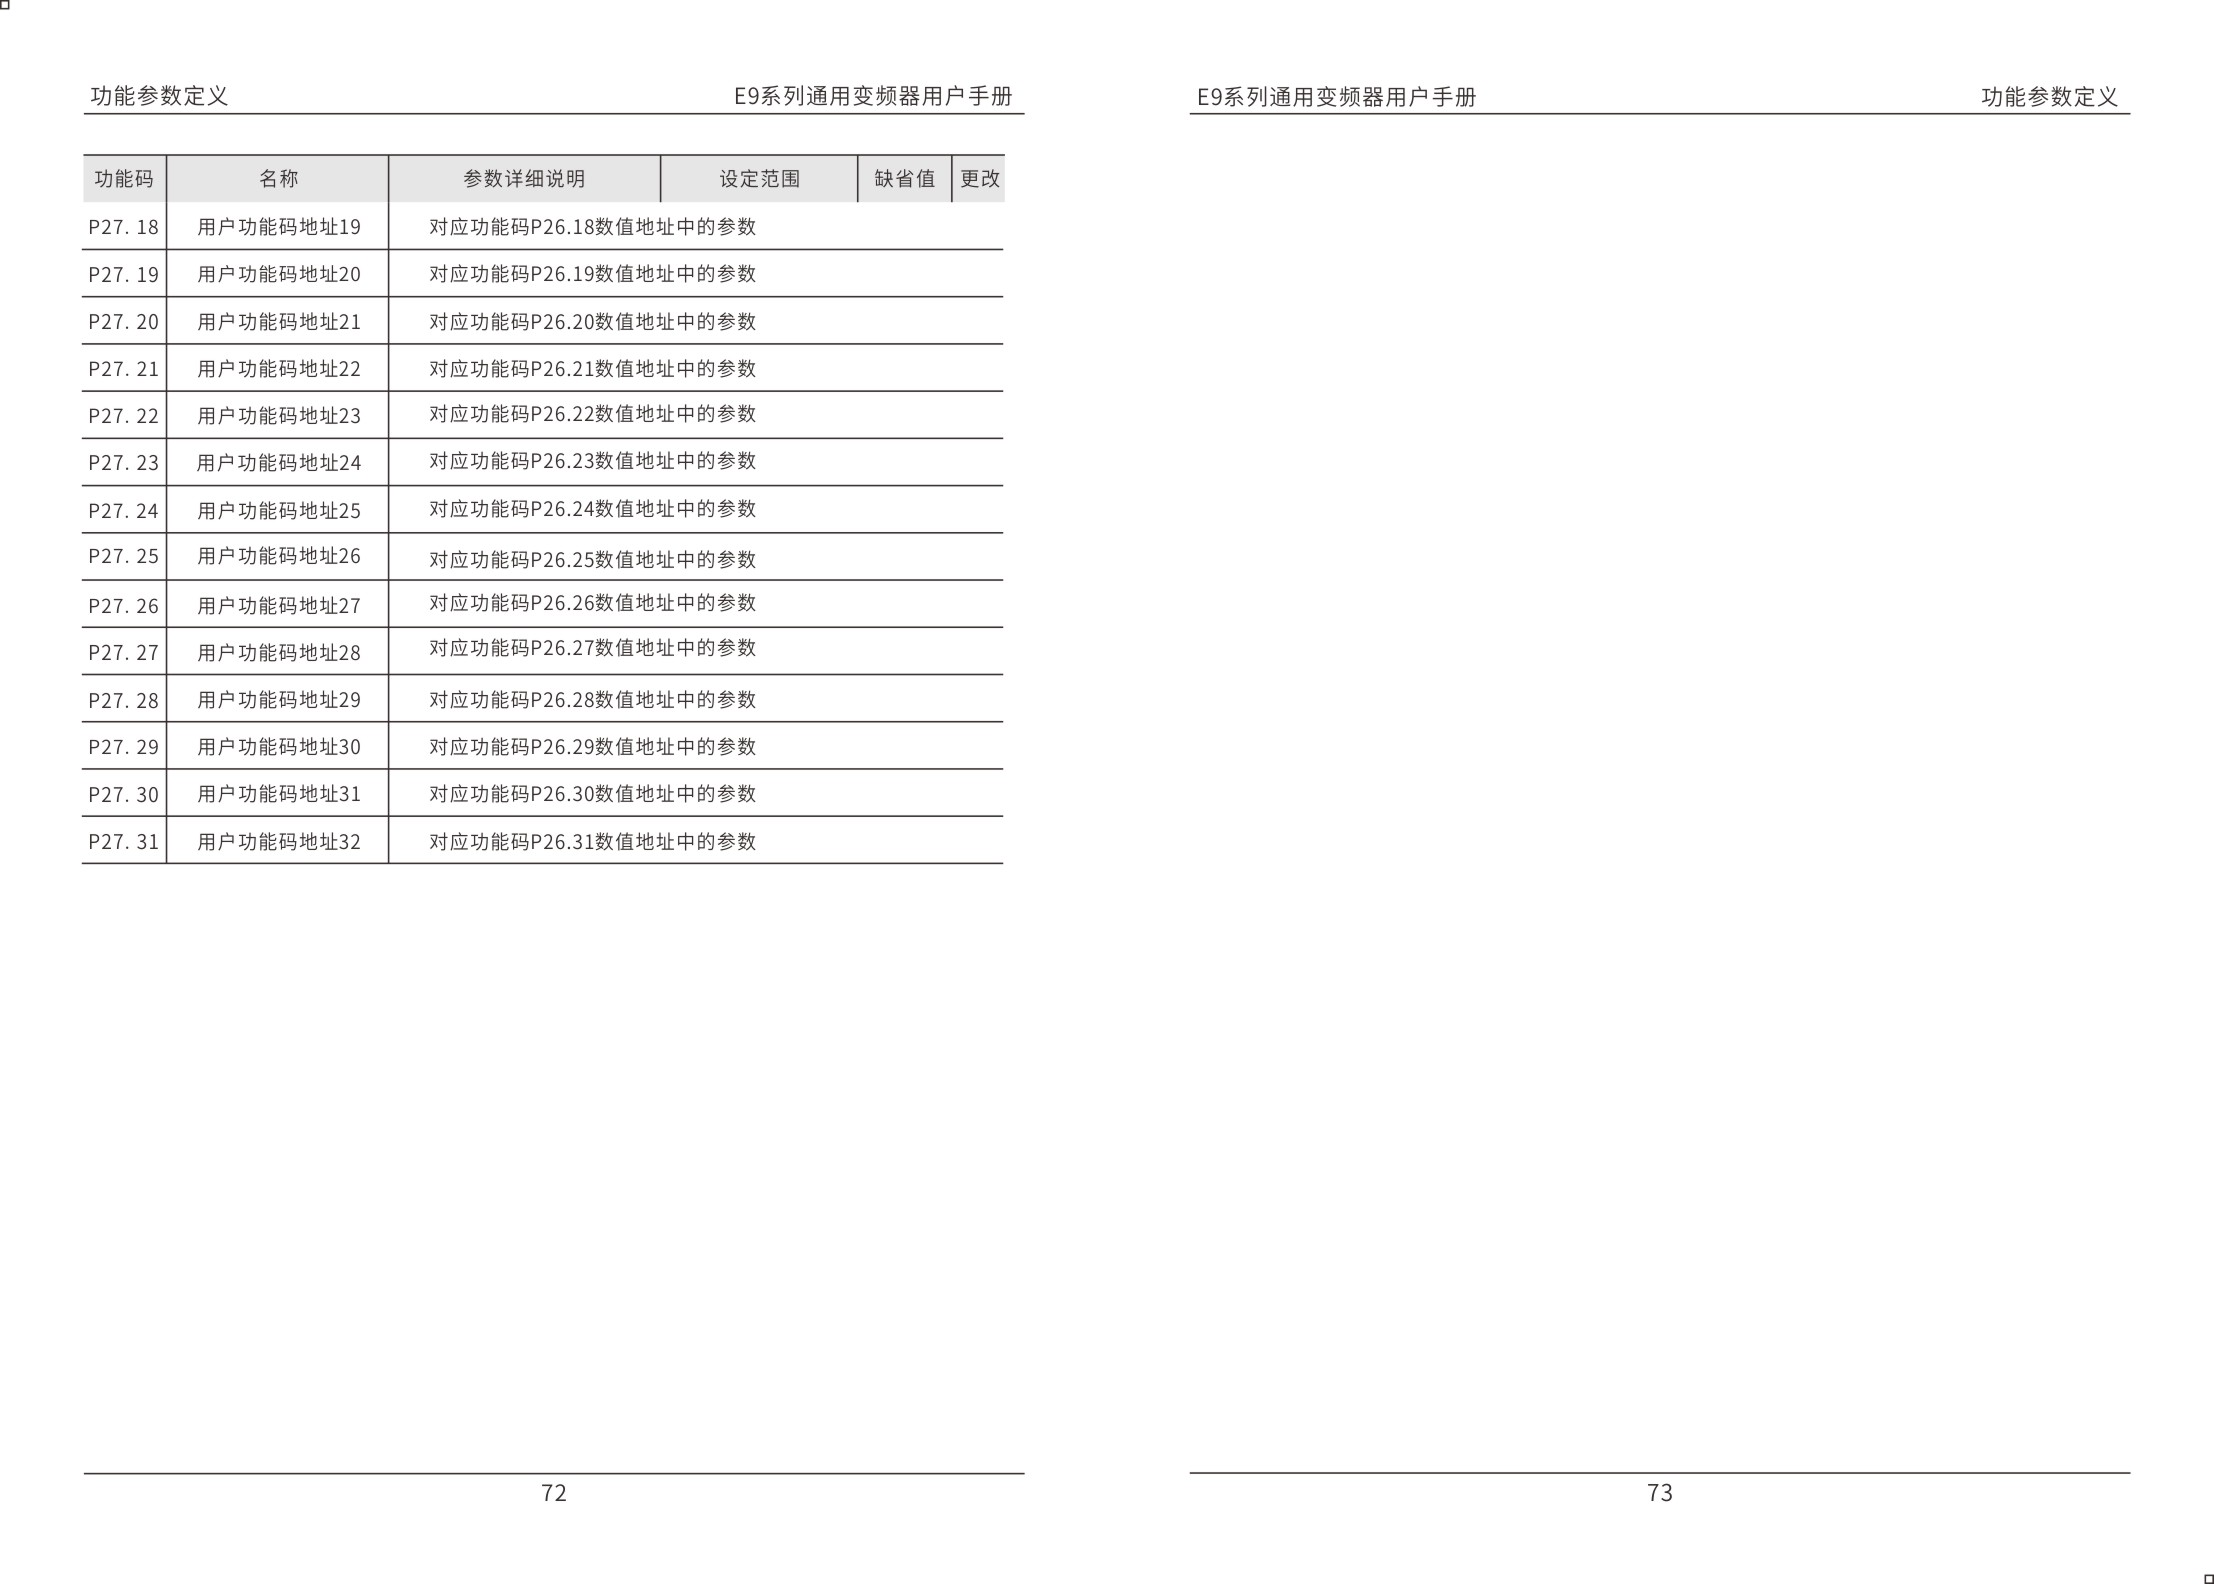 功能参数定义 E9系列通用变频器用户手册
功能码 名称 参数详细说明 设定范围 缺省值 更改
P27. 18 用户功能码地址19 对应功能码P26.18数值地址中的参数
P27. 19 用户功能码地址20 对应功能码P26.19数值地址中的参数
P27. 20 用户功能码地址21 对应功能码P26.20数值地址中的参数
P27. 21 用户功能码地址22 对应功能码P26.21数值地址中的参数
P27. 22 用户功能码地址23 对应功能码P26.22数值地址中的参数
P27. 23 用户功能码地址24 对应功能码P26.23数值地址中的参数
P27. 24 用户功能码地址25 对应功能码P26.24数值地址中的参数
P27. 25 用户功能码地址26 对应功能码P26.25数值地址中的参数
P27. 26 用户功能码地址27 对应功能码P26.26数值地址中的参数
P27. 27 用户功能码地址28 对应功能码P26.27数值地址中的参数
P27. 28 用户功能码地址29 对应功能码P26.28数值地址中的参数
P27. 29 用户功能码地址30 对应功能码P26.29数值地址中的参数
P27. 30 用户功能码地址31 对应功能码P26.30数值地址中的参数
P27. 31 用户功能码地址32 对应功能码P26.31数值地址中的参数
72
E9系列通用变频器用户手册 功能参数定义
73